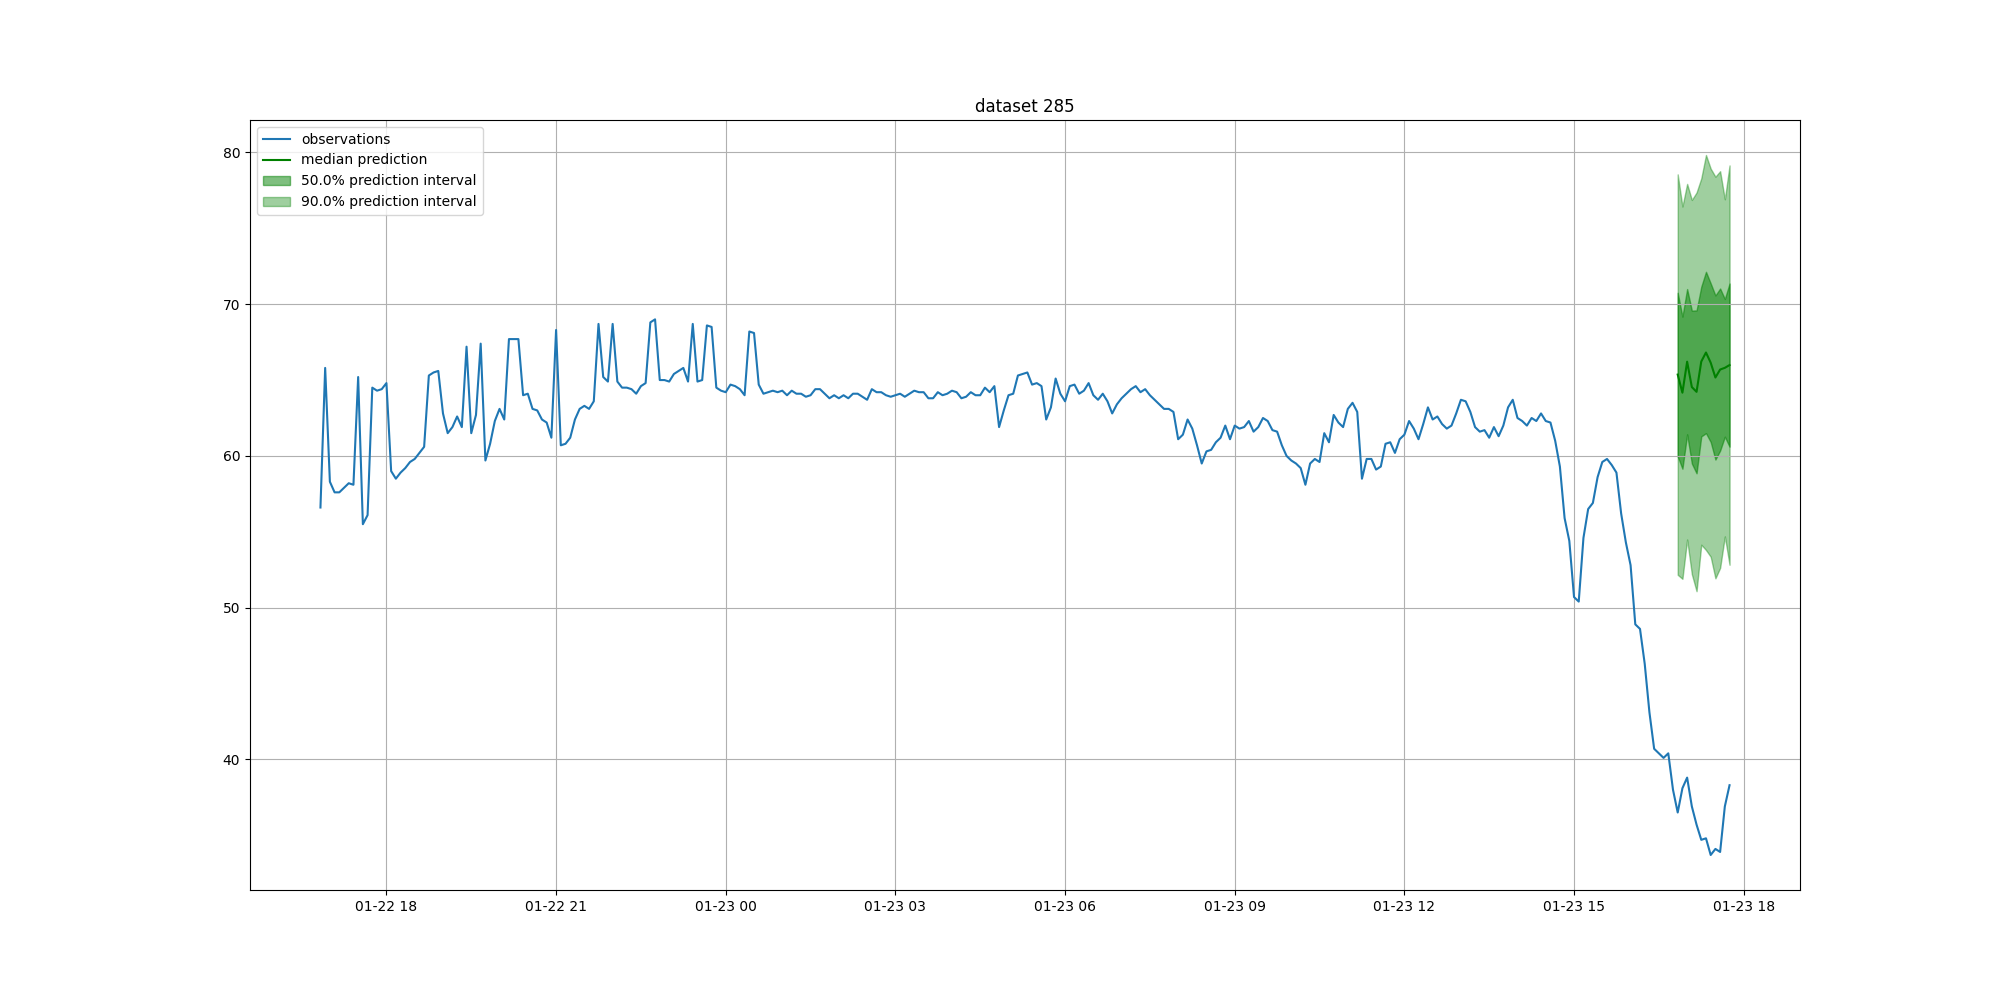 dataset 285
observations
median prediction
50.0% prediction interval
90.0% prediction interval
80
70
60
50
40
01-22 18
01-22 21
01-23 00
01-23 03
01-23 06
01-23 09
01-23 12
01-23 15
01-23 18